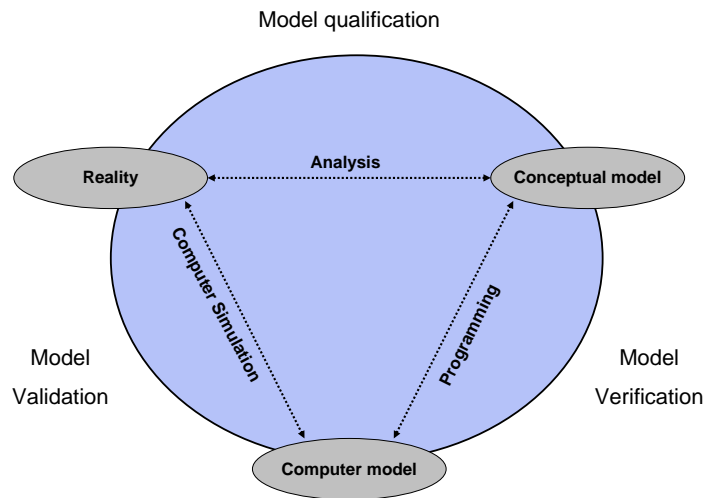 Model qualification
Analysis
Reality
Conceptual model
Computer Simulation
Programming
Model
Validation
Model
Verification
Computer model